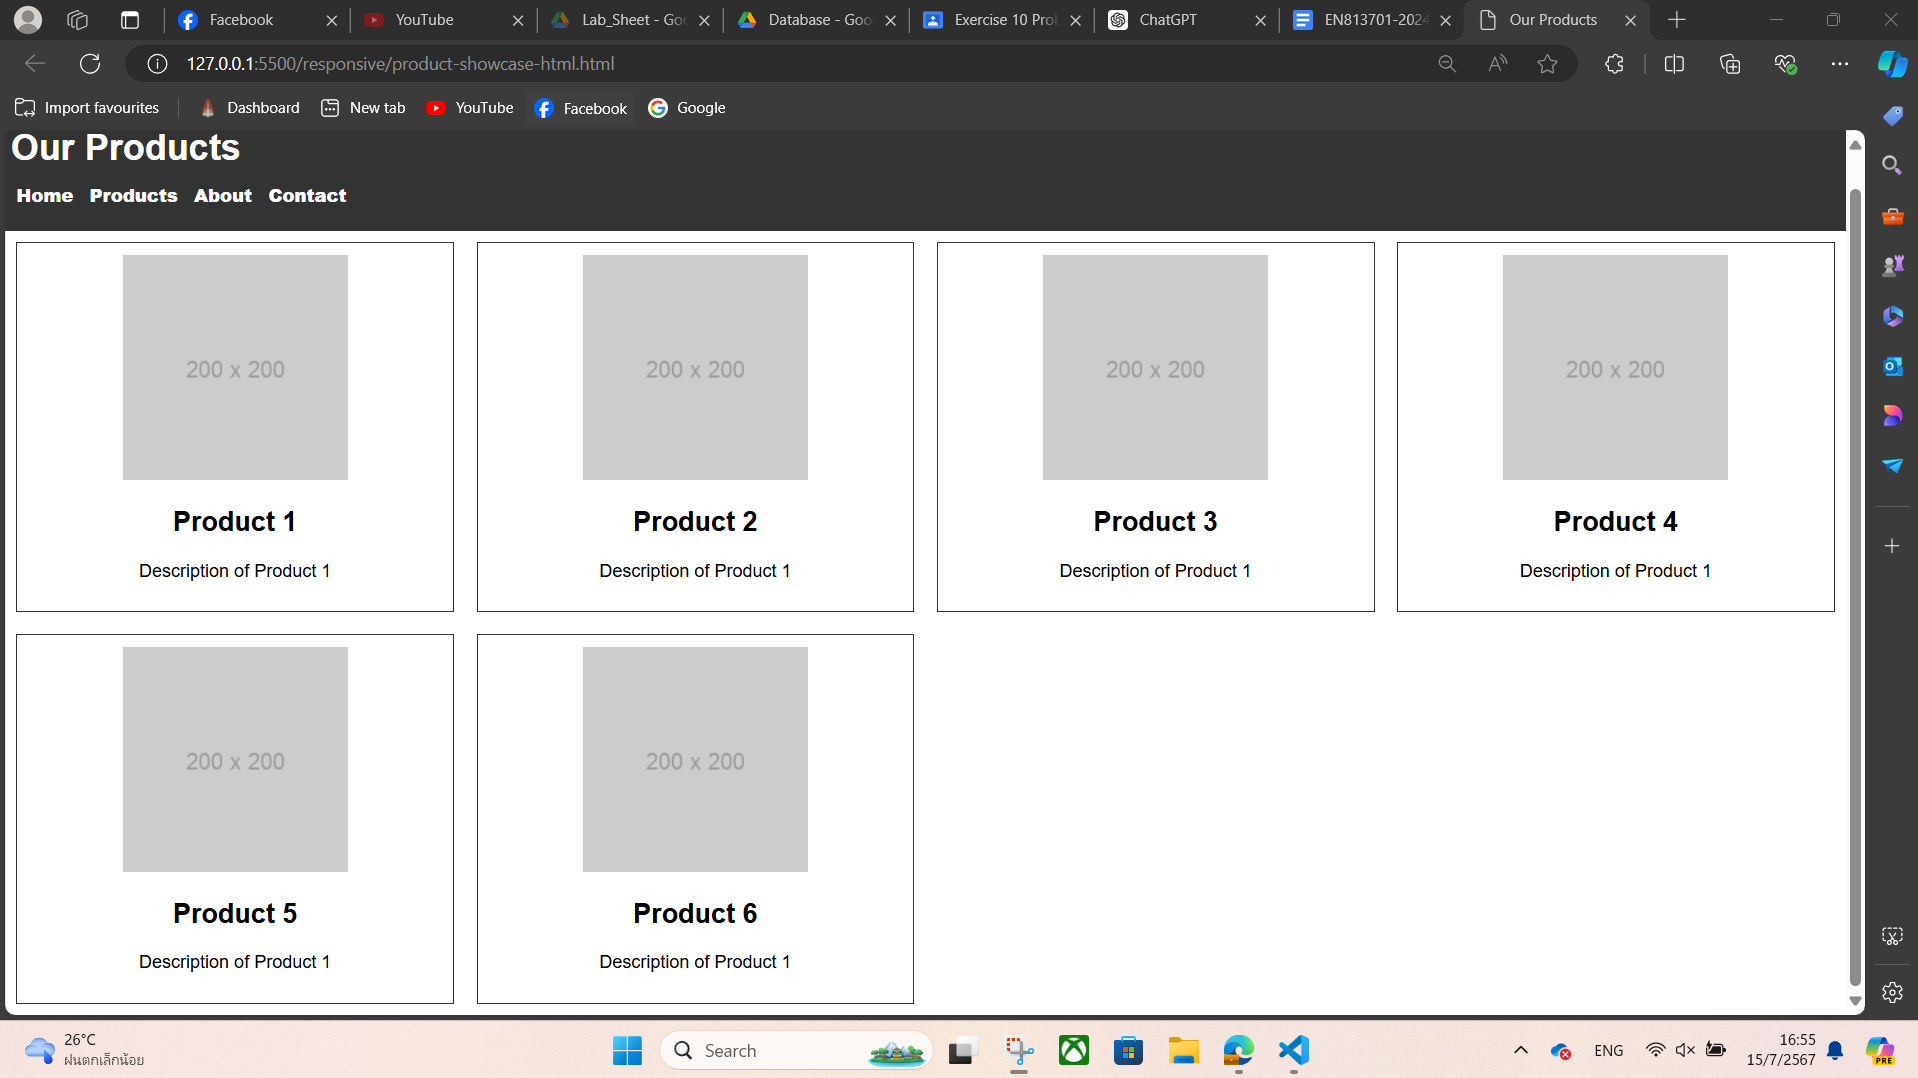 Facebook
YouTube
Lab_Sheet - Goo
Database - Goo
Exercise 10 Pro
ChatGPT
EN813701-2024
Our Products
127.0.0.1:5500/responsive/product-showcase-html.html
Import favourites
Dashboard
New tab
YouTube
Facebook
Google
Our Products
Home Products About Contact
200 x 200
200 x 200
200 x 200
200 x 200
Product 1
Product 2
Product 3
Product 4
Description of Product 1
Description of Product 1
Description of Product 1
Description of Product 1
200 x 200
200 x 200
Product 5
Product 6
Description of Product 1
Description of Product 1
26°C
ฝนตกเล็กน้อย
Search
ENG
16:55
15/7/2567
PRE